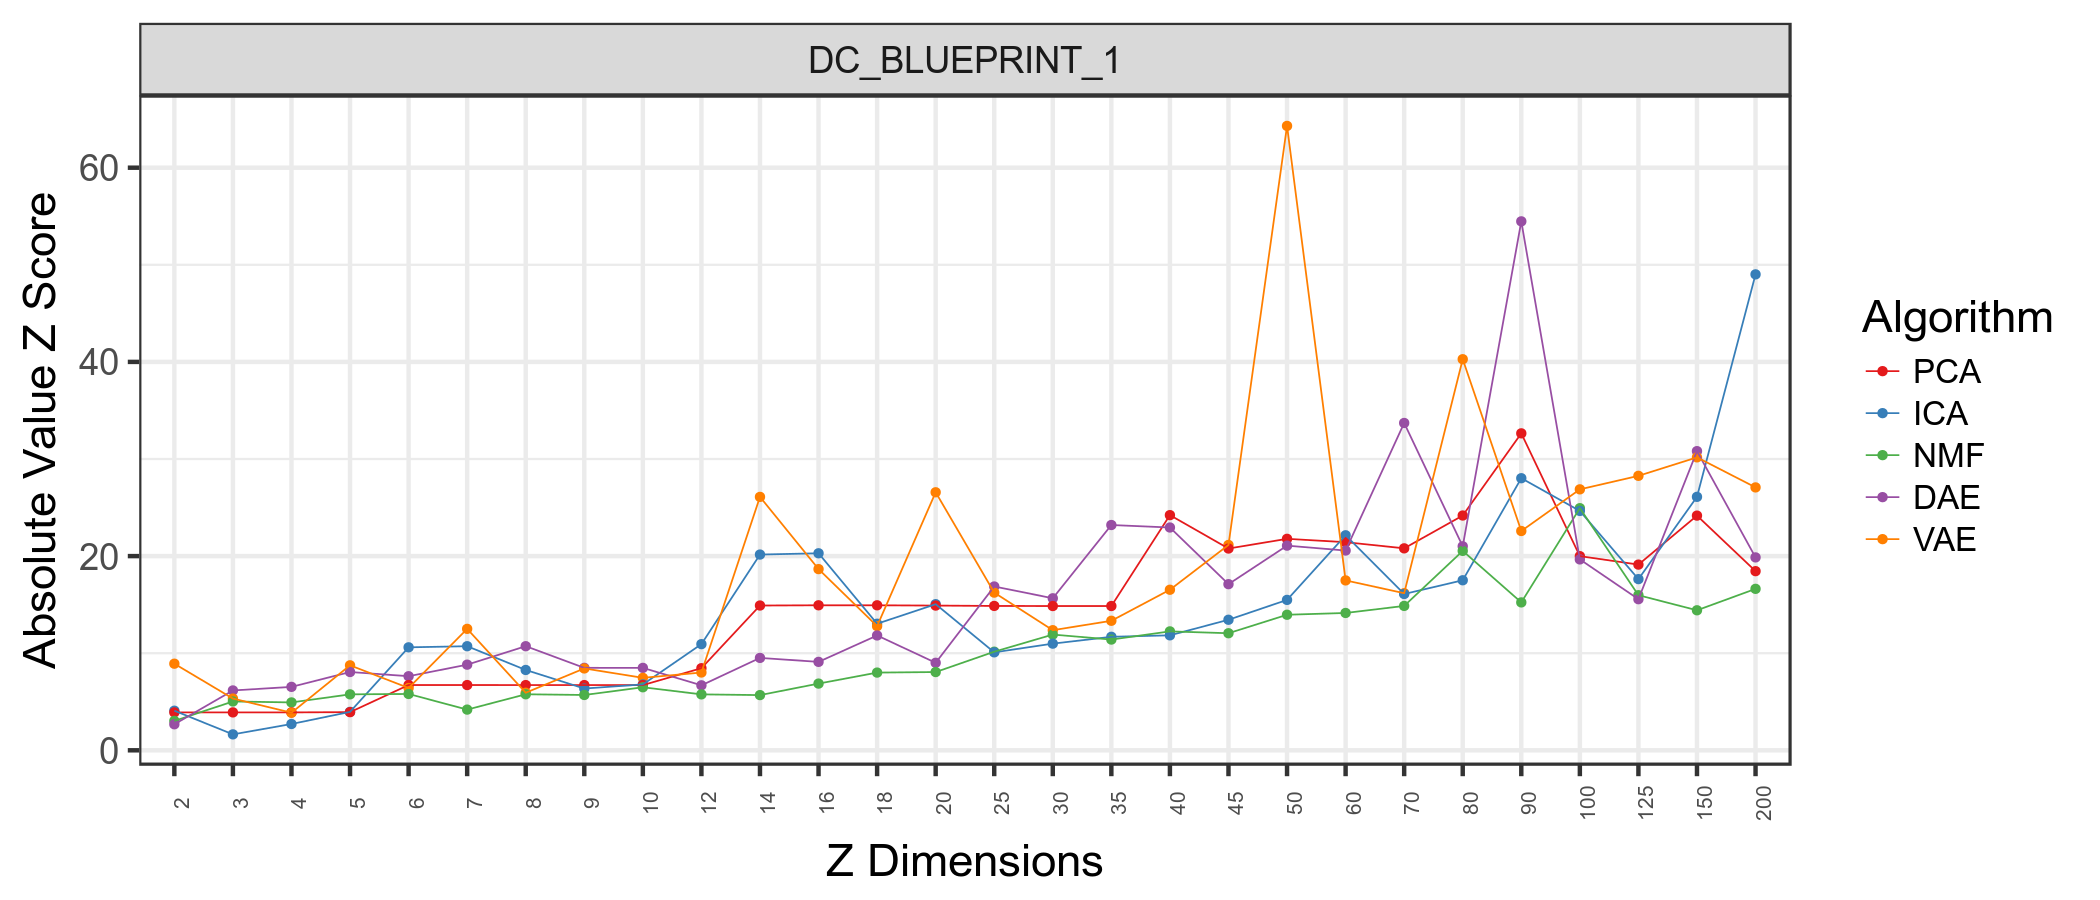 DC_BLUEPRINT_1
Absolute Value Z Score
60
40
20
0
2 3 4 5 6 7 8 9 10 12 14 16 18 20 25 30 35 40 45 50 60 70 80 90 100 125 150 200
Z Dimensions
Algorithm
PCA
ICA
NMF
DAE
VAE